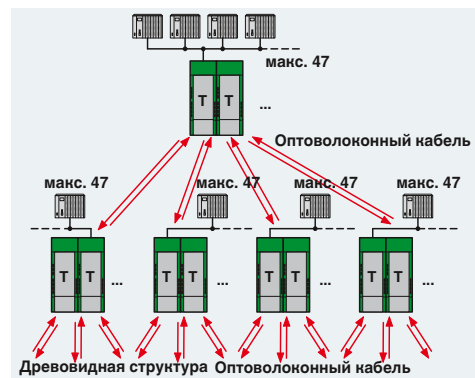 макс. 47
Т Т ...
Оптоволоконный кабель
макс. 47 макс. 47 макс. 47 макс. 47
Т Т ... Т Т ... Т Т ... Т Т ...
Древовидная структура Оптоволоконный кабель